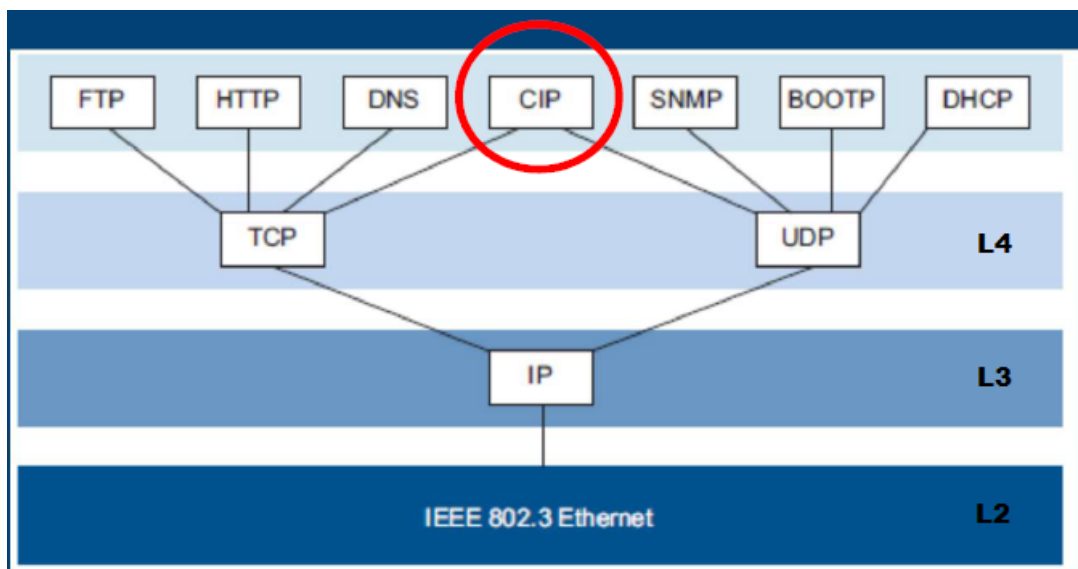 FTP HTTP DNS CIP SNMP BOOTP DHCP
TCP UDP L4
IP L3
IEEE 802.3 Ethernet L2